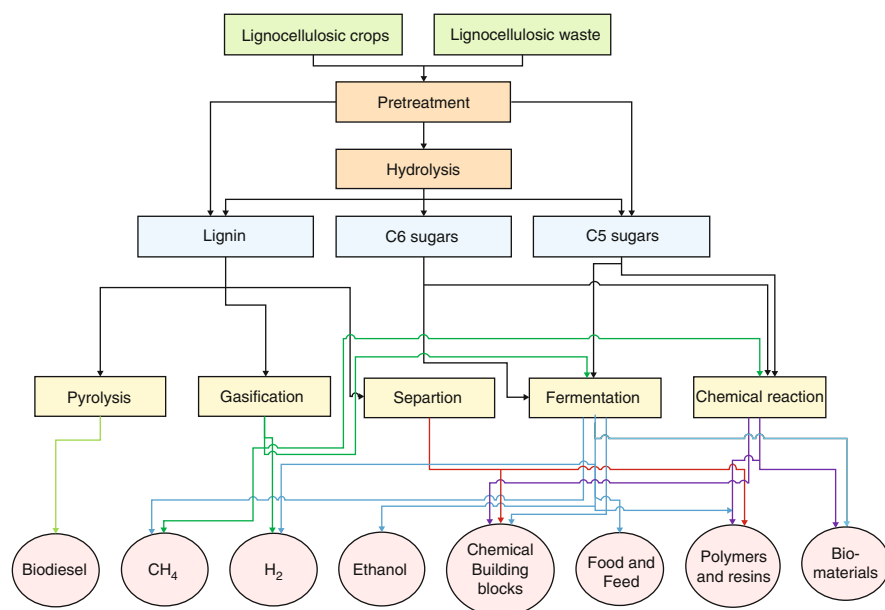 Lignocellulosic crops
Lignocellulosic waste
Pretreatment
Hydrolysis
Lignin
C6 sugars
C5 sugars
Pyrolysis
Gasification
Separtion
Fermentation
Chemical reaction
Biodiesel
CH₄
H₂
Ethanol
Chemical
Building
blocks
Food and
Feed
Polymers
and resins
Bio-
materials